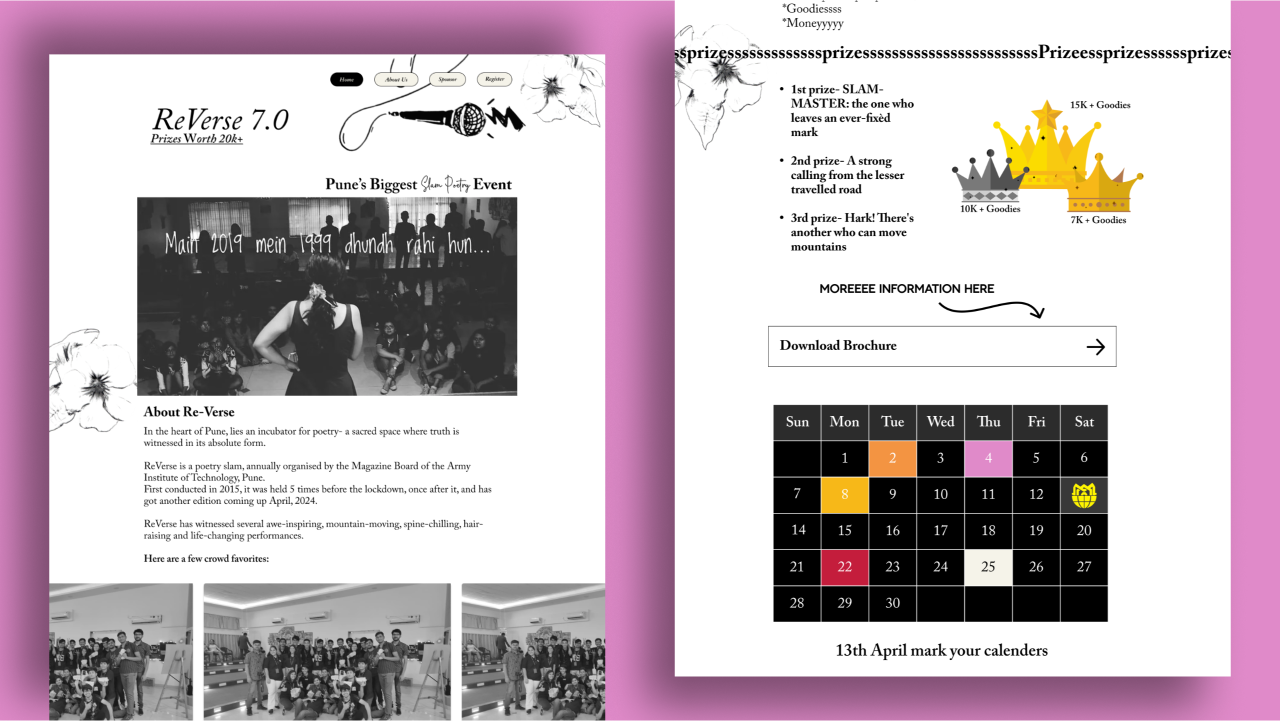 Home
About Us
Sponsor
Register
ReVerse 7.0
Prizes Worth 20k+
Pune's Biggest Slam Poetry Event
Main 2019 mein 1999 dhundh rahi hun...
About Re-Verse
In the heart of Pune, lies an incubator for poetry- a sacred space where truth is
witnessed in its absolute form.
ReVerse is a poetry slam, annually organised by the Magazine Board of the Army
Institute of Technology, Pune.
First conducted in 2015, it was held 5 times before the lockdown, once after it, and has
got another edition coming up April, 2024.
ReVerse has witnessed several awe-inspiring, mountain-moving, spine-chilling, hair-
raising and life-changing performances.
Here are a few crowd favorites:
*Goodiessss
*Moneyyyyy
ssprizesssssssssssssprizessssssssssssssssssssssssPrizeessprizessssssprizes
• 1st prize- SLAM-
MASTER: the one who
leaves an ever-fixèd
mark
• 2nd prize- A strong
calling from the lesser
travelled road
• 3rd prize- Hark! There's
another who can move
mountains
15K + Goodies
10K + Goodies
7K + Goodies
MOREEEE INFORMATION HERE
Download Brochure
Sun Mon Tue Wed Thu Fri Sat
1 2 3 4 5 6
7 8 9 10 11 12
14 15 16 17 18 19 20
21 22 23 24 25 26 27
28 29 30
13th April mark your calenders